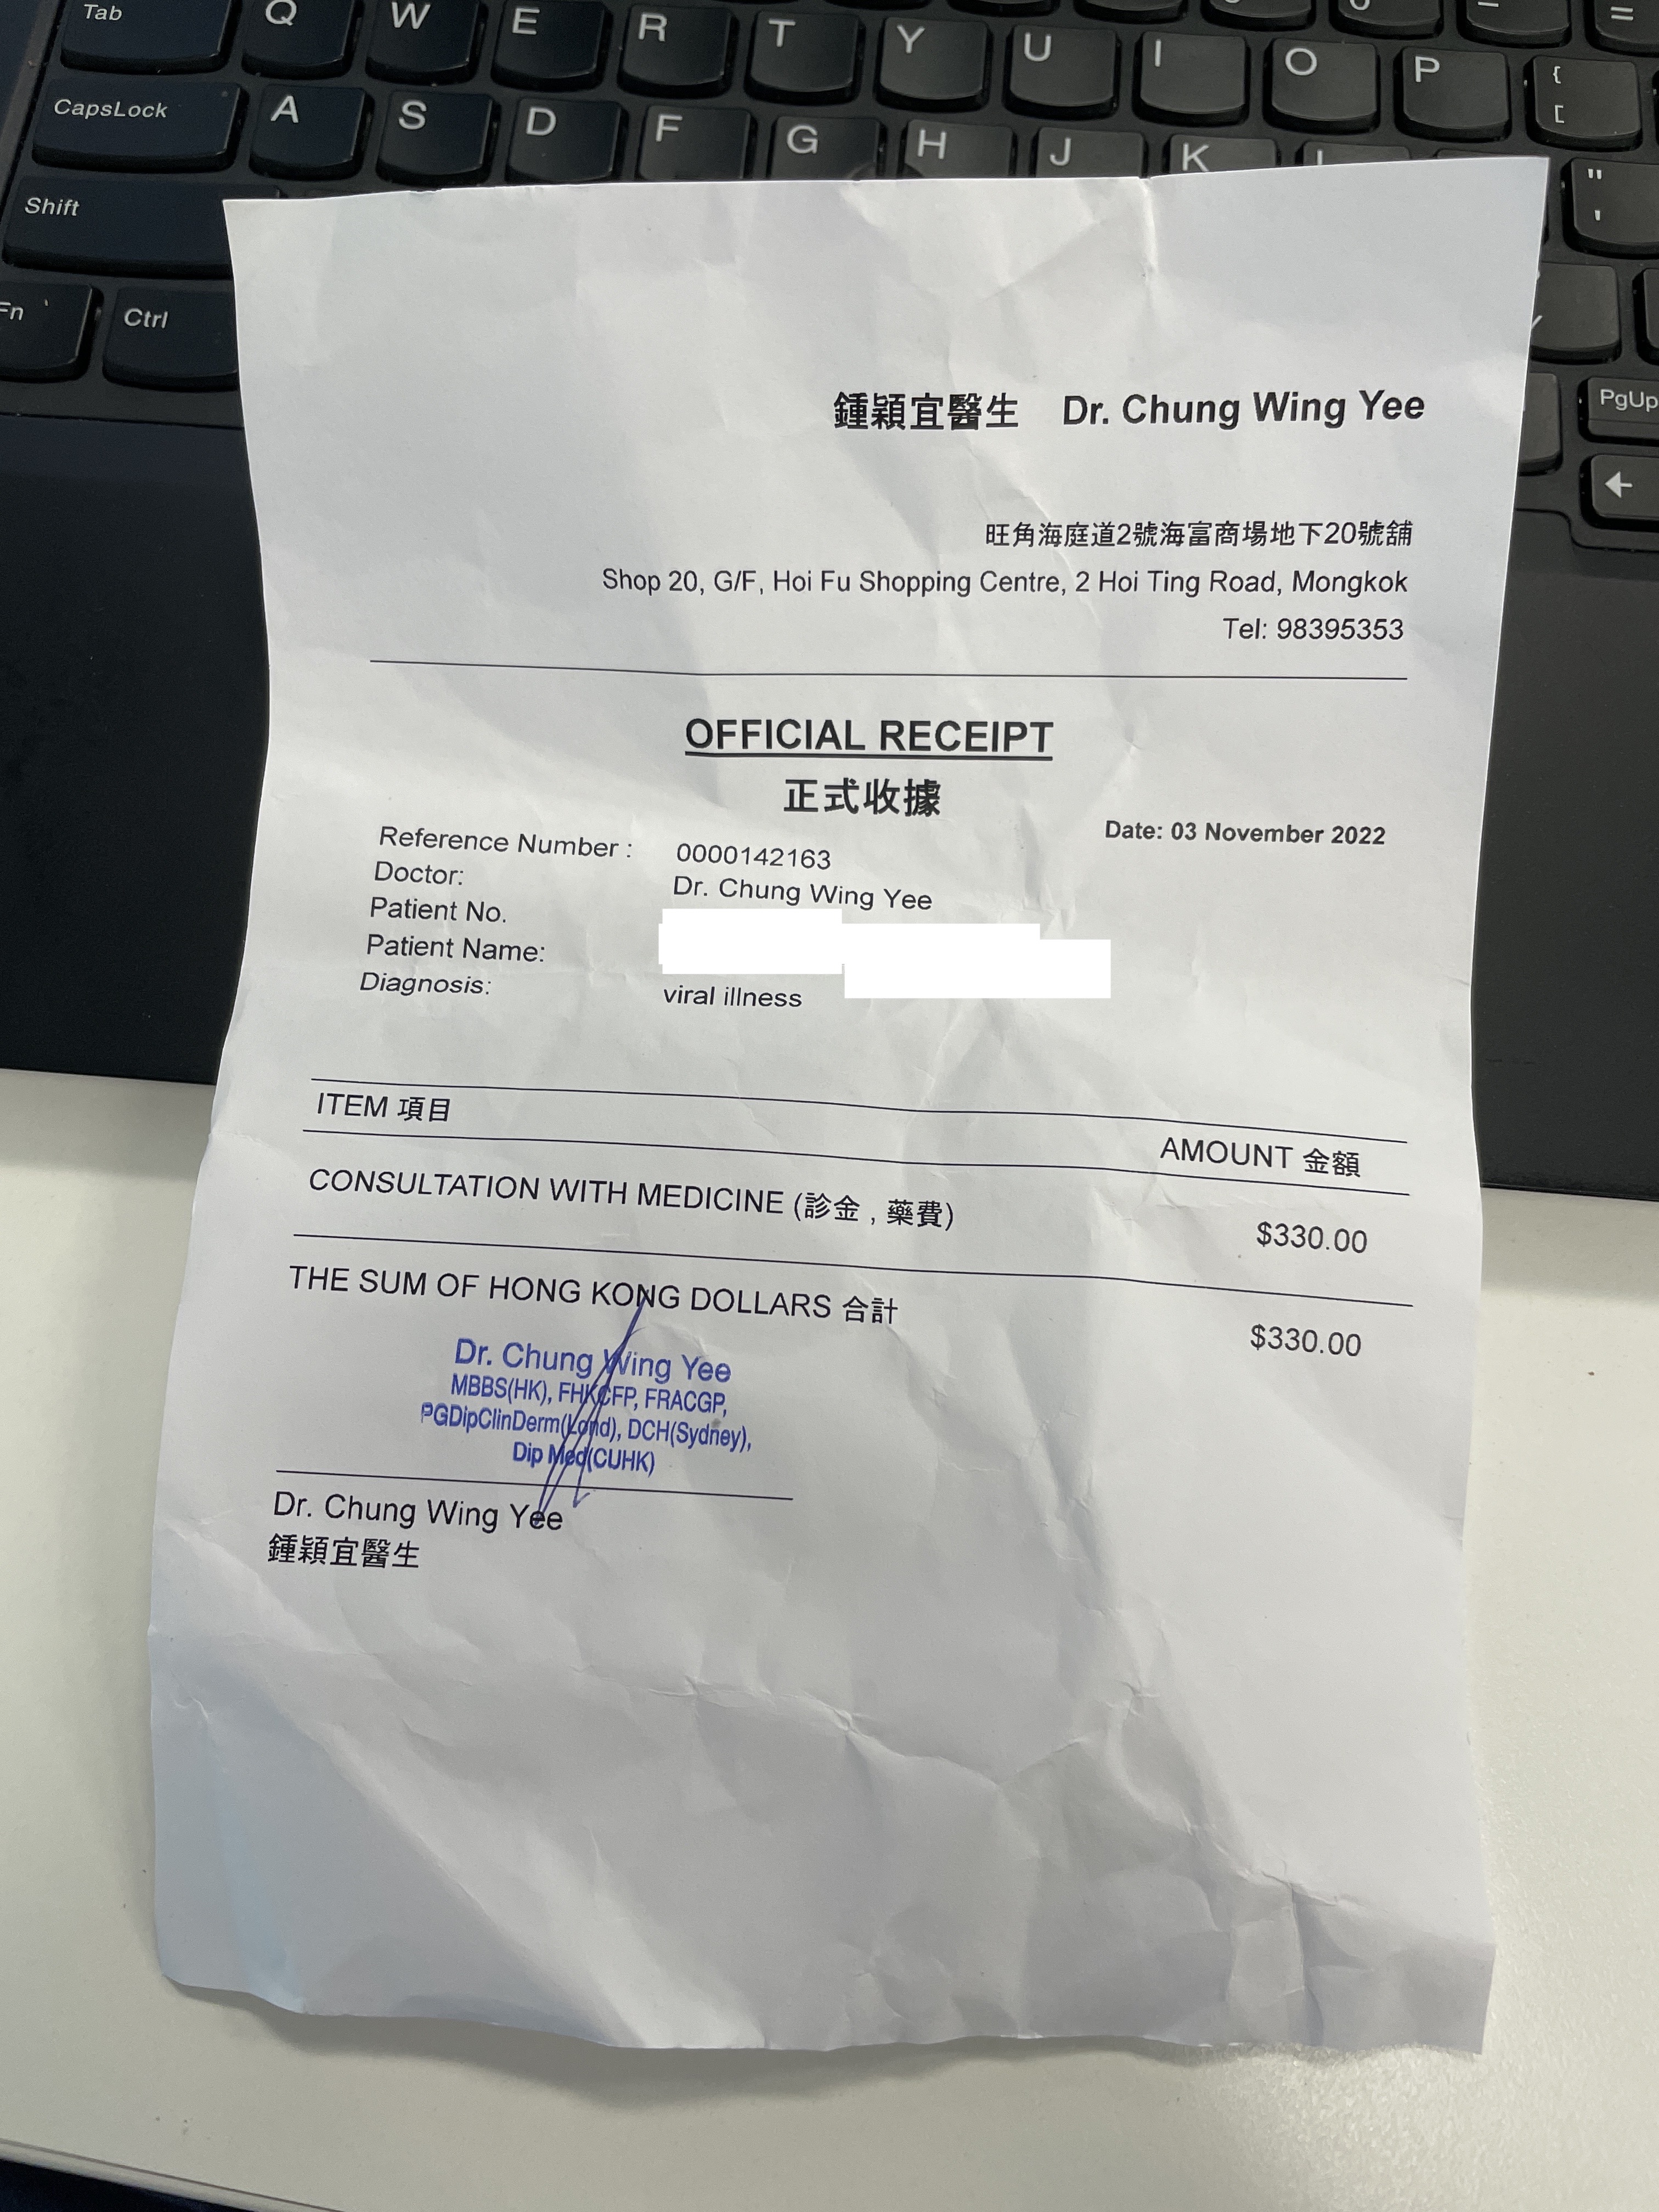 Tab Q W E R T Y U I O P { [
CapsLock A S D F G H J K L " '
Shift
Fn Ctrl
PgUp
鍾穎宜醫生 Dr. Chung Wing Yee
旺角海庭道2號海富商場地下20號舖
Shop 20, G/F, Hoi Fu Shopping Centre, 2 Hoi Ting Road, Mongkok
Tel: 98395353
OFFICIAL RECEIPT
正式收據
Date: 03 November 2022
Reference Number : 0000142163
Doctor: Dr. Chung Wing Yee
Patient No.
Patient Name:
Diagnosis: viral illness
ITEM 項目 AMOUNT 金額
CONSULTATION WITH MEDICINE (診金 , 藥費) $330.00
THE SUM OF HONG KONG DOLLARS 合計 $330.00
Dr. Chung Wing Yee
MBBS(HK), FHKCFP, FRACGP,
PGDipClinDerm(Lond), DCH(Sydney),
Dip Med(CUHK)
Dr. Chung Wing Yee
鍾穎宜醫生